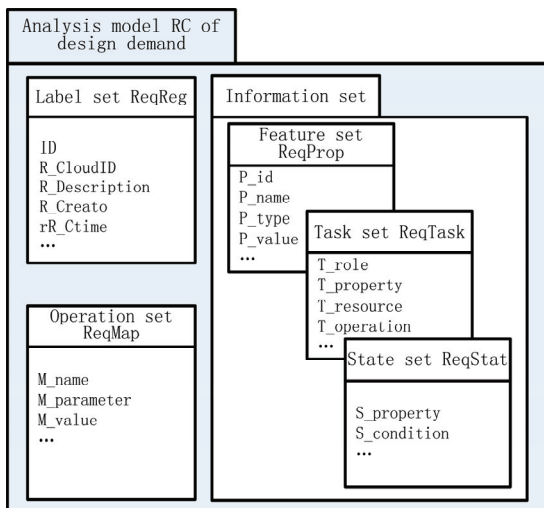 Analysis model RC of
design demand
Label set ReqReg
ID
R_CloudID
R_Description
R_Creato
rR_Ctime
...
Operation set
ReqMap
M_name
M_parameter
M_value
...
Information set
Feature set
ReqProp
P_id
P_name
P_type
P_value
...
Task set ReqTask
T_role
T_property
T_resource
T_operation
...
State set ReqStat
S_property
S_condition
...